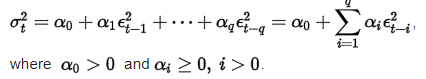 σ_t^2 = α_0 + α_1 ϵ_{t-1}^2 + ⋯ + α_q ϵ_{t-q}^2 = α_0 + ∑_{i=1}^{q} α_i ϵ_{t-i}^2,
where α_0 > 0 and α_i ≥ 0, i > 0.